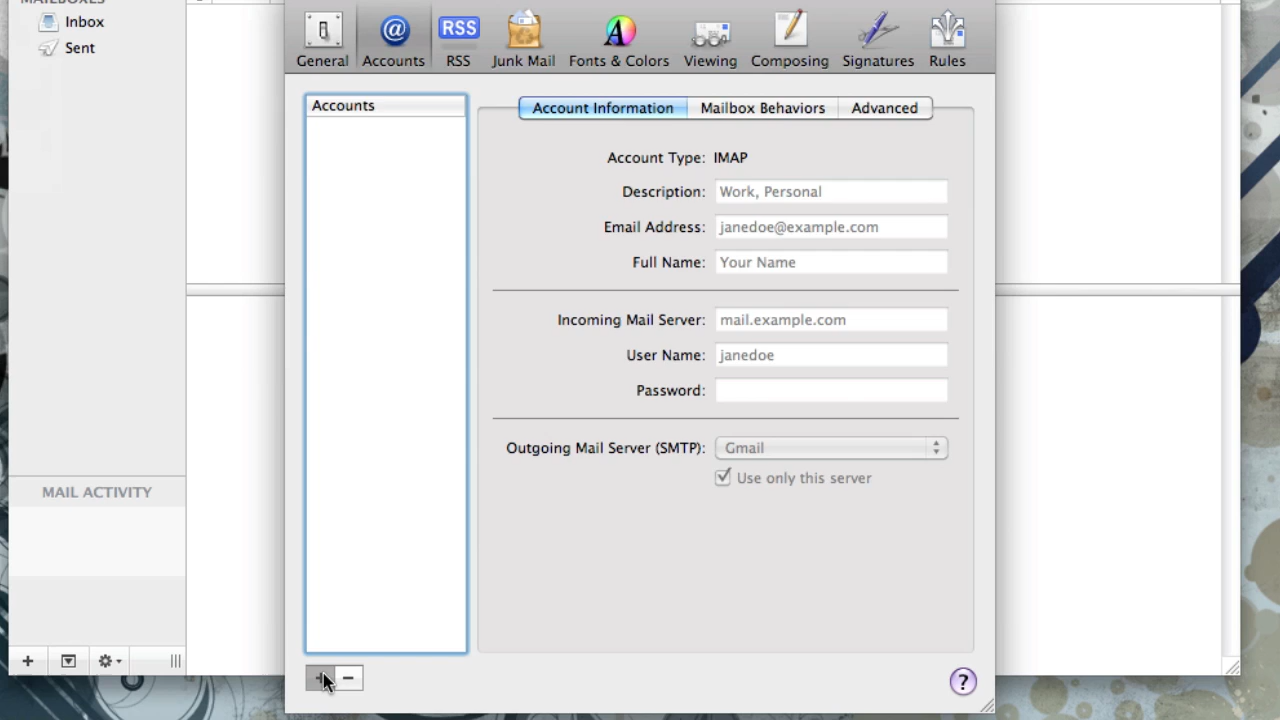 MAILBOXES
Inbox
Sent
RSS
General
Accounts
RSS
Junk Mail
Fonts & Colors
Viewing
Composing
Signatures
Rules
Accounts
Account Information
Mailbox Behaviors
Advanced
Account Type: IMAP
Description: Work, Personal
Email Address: janedoe@example.com
Full Name: Your Name
Incoming Mail Server: mail.example.com
User Name: janedoe
Password:
Outgoing Mail Server (SMTP): Gmail
Use only this server
MAIL ACTIVITY